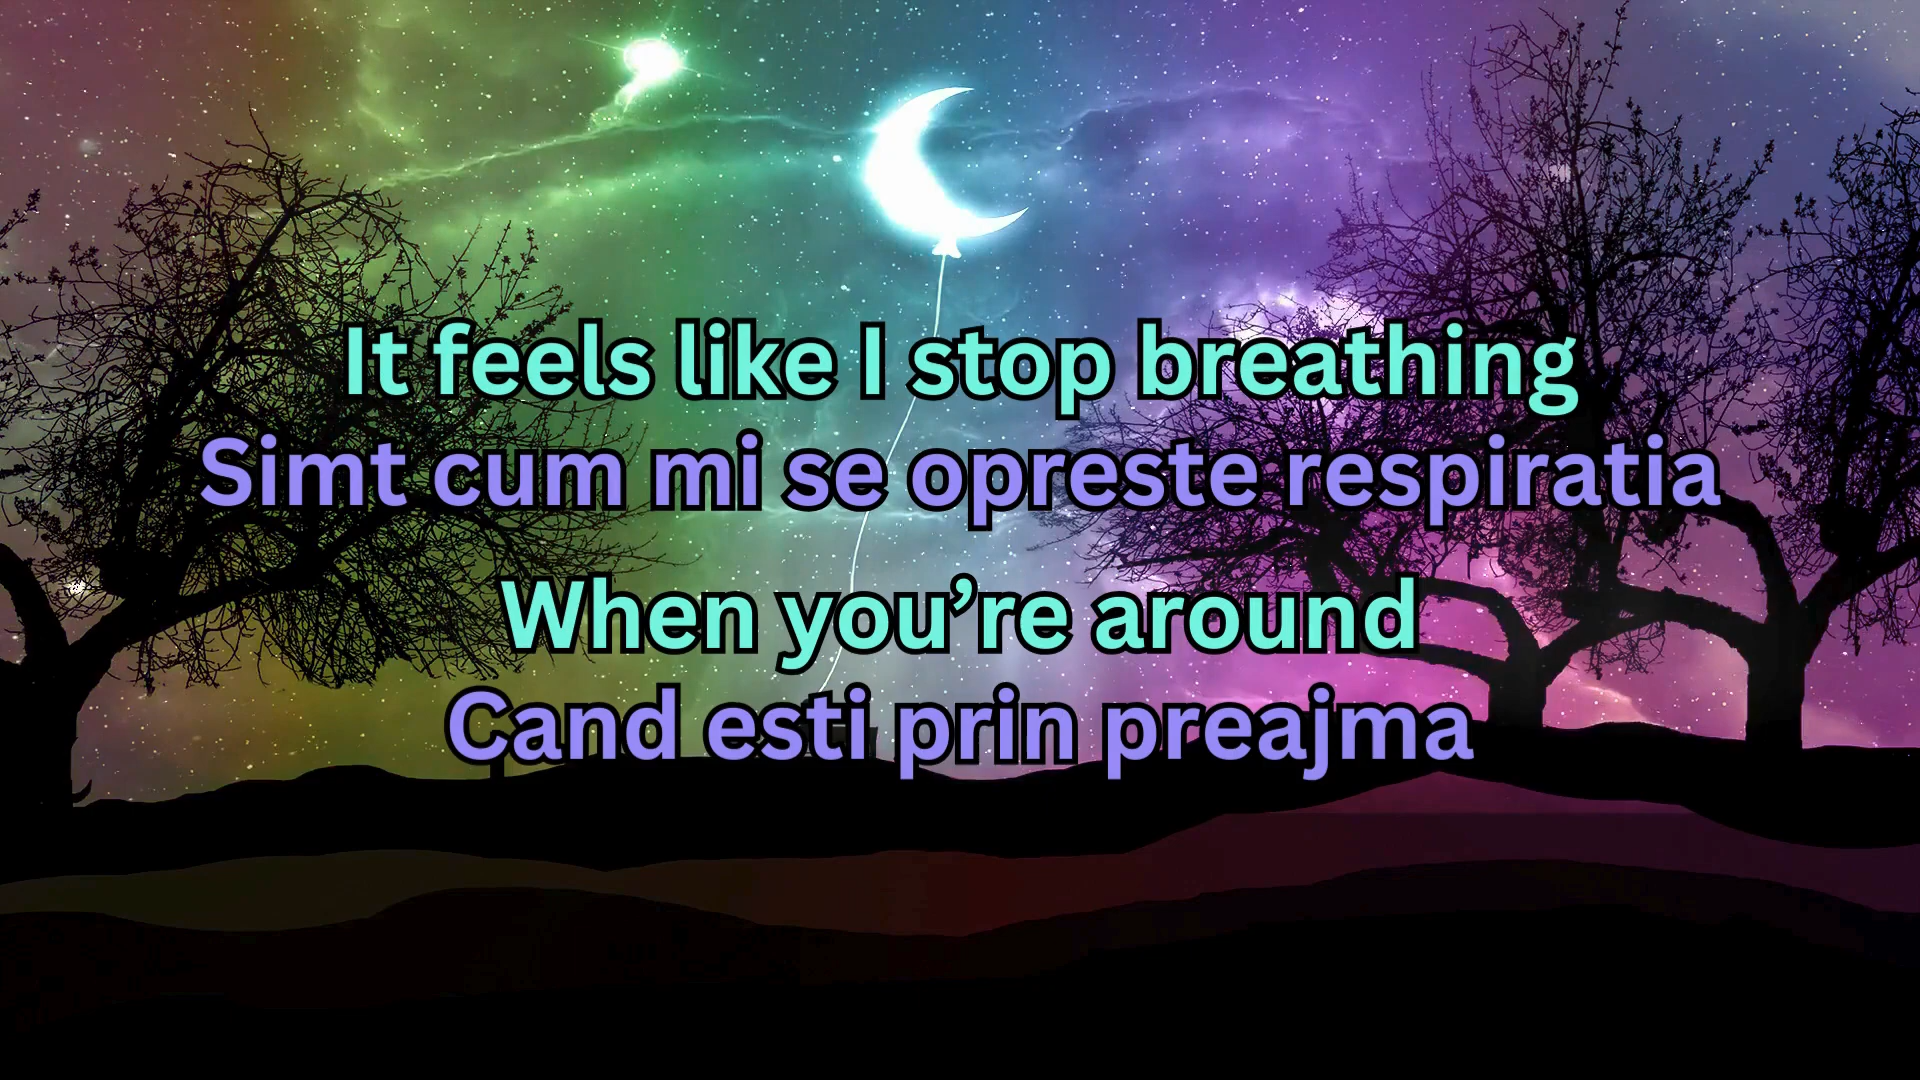 It feels like I stop breathing
Simt cum mi se opreste respiratia
When you’re around
Cand esti prin preajma